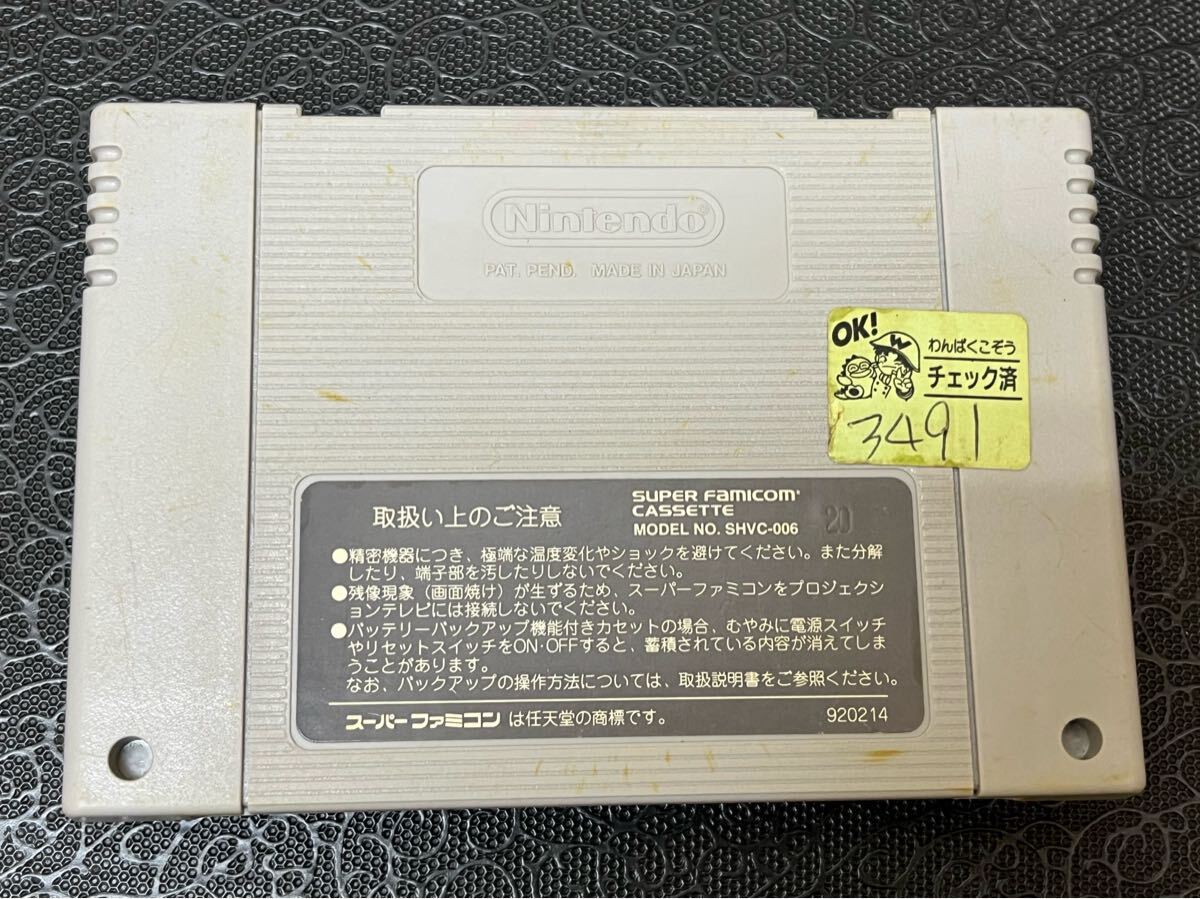 Nintendo®
PAT. PEND. MADE IN JAPAN
OK!
W
わんぱくこぞう
チェック済
3491
取扱い上のご注意
SUPER FAMICOM
CASSETTE
MODEL NO. SHVC-006
20
●精密機器につき、極端な温度変化やショックを避けてください。また分解
したり、端子部を汚したりしないでください。
●残像現象（画面焼け）が生ずるため、スーパーファミコンをプロジェクシ
ョンテレビには接続しないでください。
●バッテリーバックアップ機能付きカセットの場合、むやみに電源スイッチ
やリセットスイッチをON·OFFすると、蓄積されている内容が消えてしま
うことがあります。
なお、バックアップの操作方法については、取扱説明書をご参照ください。
スーパーファミコン は任天堂の商標です。
920214